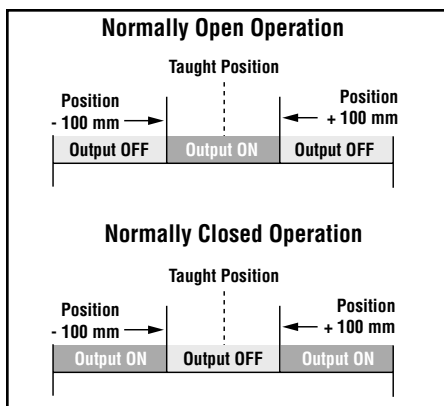 Normally Open Operation
Taught Position
Position
- 100 mm
Position
+ 100 mm
Output OFF
Output ON
Output OFF
Normally Closed Operation
Taught Position
Position
- 100 mm
Position
+ 100 mm
Output ON
Output OFF
Output ON